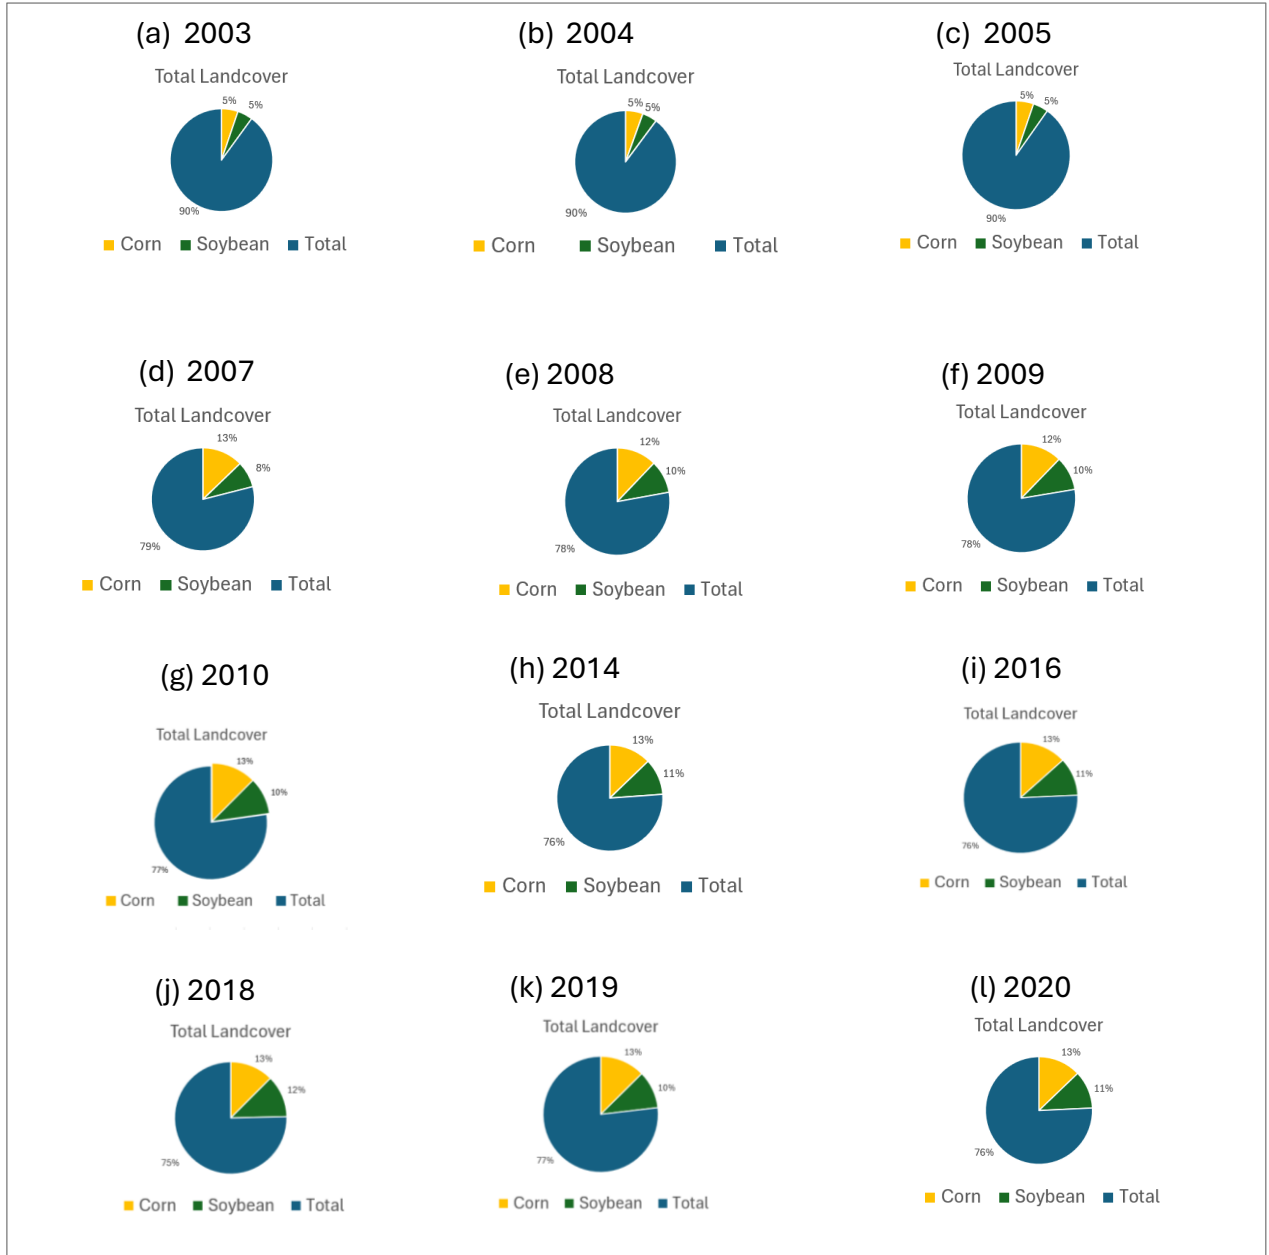 (a) 2003
Total Landcover
5%
5%
90%
Corn Soybean Total
(b) 2004
Total Landcover
5%
5%
90%
Corn Soybean Total
(c) 2005
Total Landcover
5%
5%
90%
Corn Soybean Total
(d) 2007
Total Landcover
13%
8%
79%
Corn Soybean Total
(e) 2008
Total Landcover
12%
10%
78%
Corn Soybean Total
(f) 2009
Total Landcover
12%
10%
78%
Corn Soybean Total
(g) 2010
Total Landcover
13%
10%
77%
Corn Soybean Total
(h) 2014
Total Landcover
13%
11%
76%
Corn Soybean Total
(i) 2016
Total Landcover
13%
11%
76%
Corn Soybean Total
(j) 2018
Total Landcover
13%
12%
75%
Corn Soybean Total
(k) 2019
Total Landcover
13%
10%
77%
Corn Soybean Total
(l) 2020
Total Landcover
13%
11%
76%
Corn Soybean Total